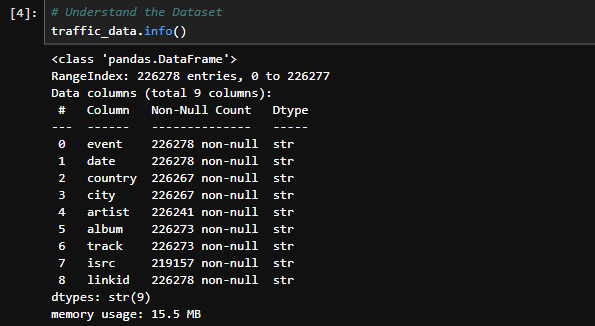 [4]: # Understand the Dataset
traffic_data.info()
<class 'pandas.DataFrame'>
RangeIndex: 226278 entries, 0 to 226277
Data columns (total 9 columns):
 #   Column   Non-Null Count   Dtype
---  ------   --------------   -----
 0   event    226278 non-null  str
 1   date     226278 non-null  str
 2   country  226267 non-null  str
 3   city     226267 non-null  str
 4   artist   226241 non-null  str
 5   album    226273 non-null  str
 6   track    226273 non-null  str
 7   isrc     219157 non-null  str
 8   linkid   226278 non-null  str
dtypes: str(9)
memory usage: 15.5 MB